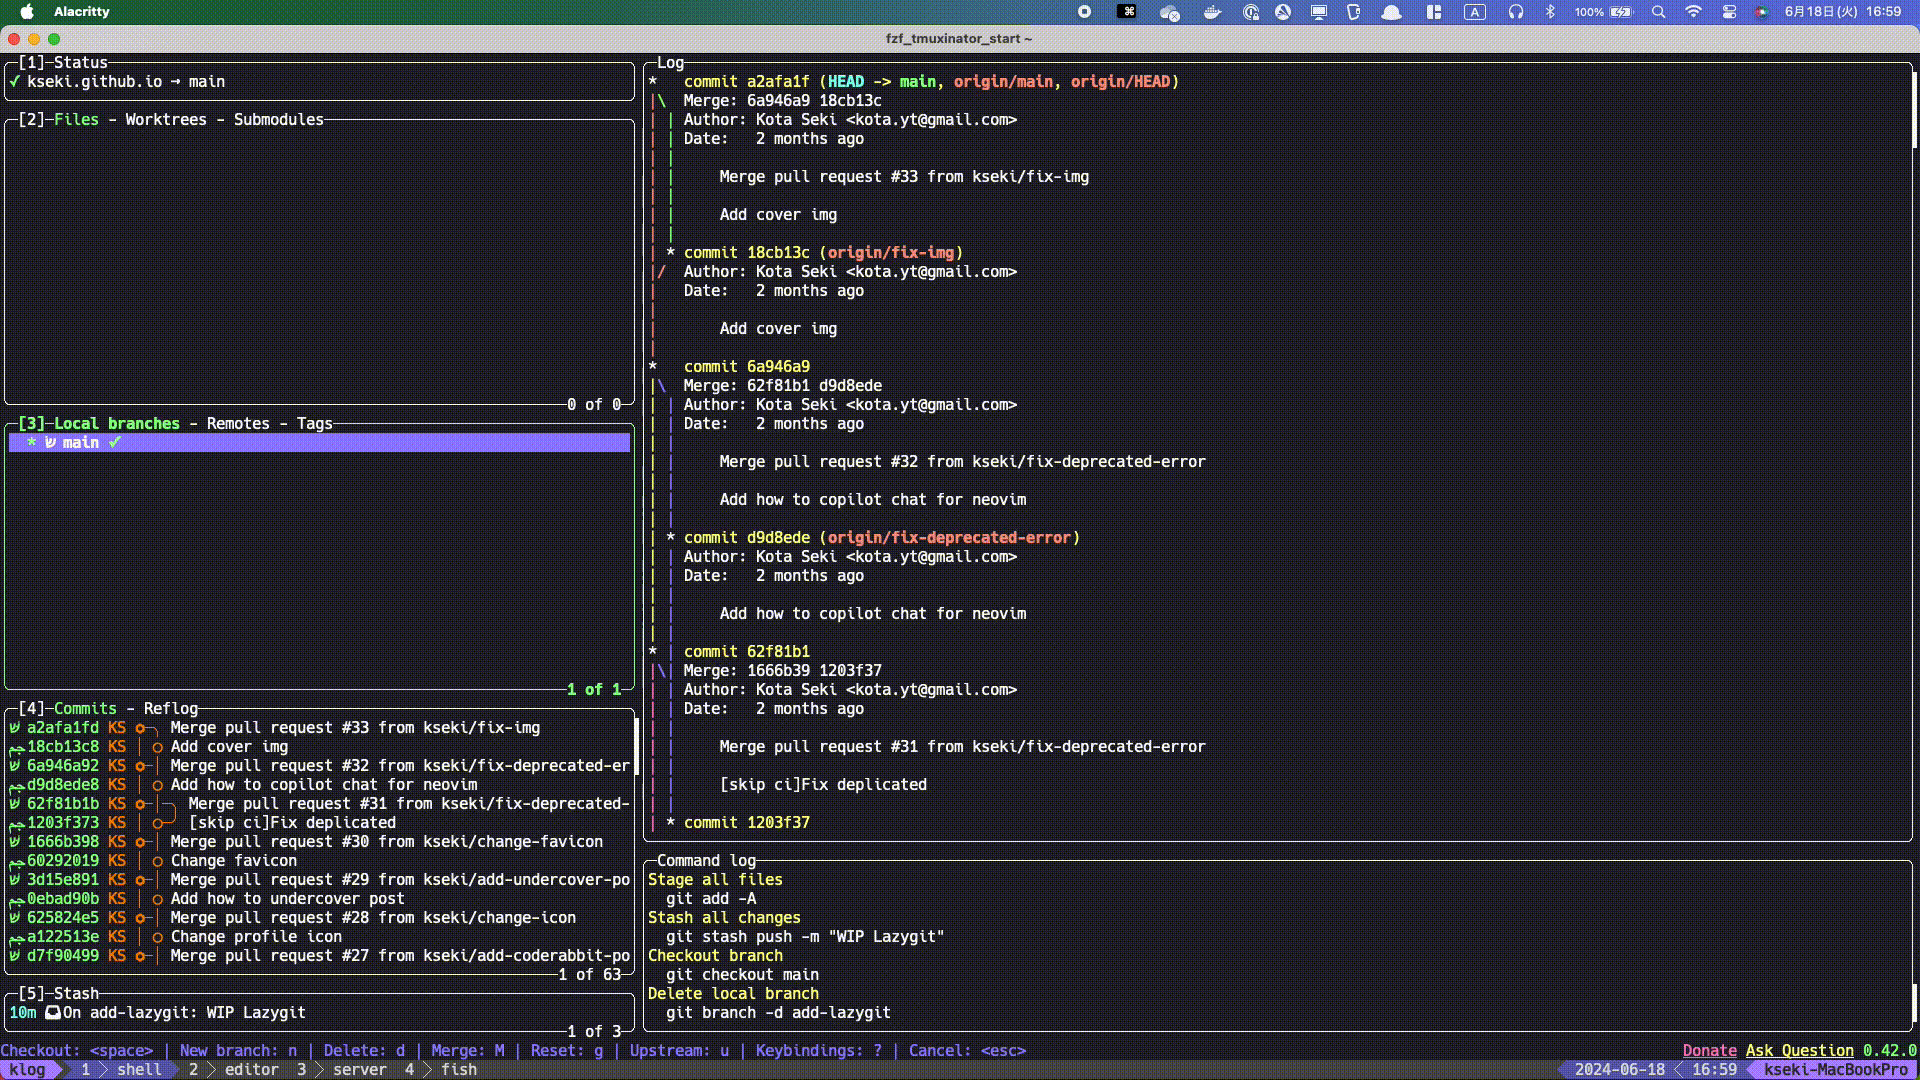 Alacritty
A 100% 6月18日(火) 16:59
fzf_tmuxinator_start ~
[1]-Status
✓ kseki.github.io → main
[2]-Files - Worktrees - Submodules
0 of 0
[3]-Local branches - Remotes - Tags
* main ✓
1 of 1
[4]-Commits - Reflog
a2afa1fd KS Merge pull request #33 from kseki/fix-img
18cb13c8 KS Add cover img
6a946a92 KS Merge pull request #32 from kseki/fix-deprecated-er
d9d8ede8 KS Add how to copilot chat for neovim
62f81b1b KS Merge pull request #31 from kseki/fix-deprecated-
1203f373 KS [skip ci]Fix deplicated
1666b398 KS Merge pull request #30 from kseki/change-favicon
60292019 KS Change favicon
3d15e891 KS Merge pull request #29 from kseki/add-undercover-po
0ebad90b KS Add how to undercover post
625824e5 KS Merge pull request #28 from kseki/change-icon
a122513e KS Change profile icon
d7f90499 KS Merge pull request #27 from kseki/add-coderabbit-po
1 of 63
[5]-Stash
10m On add-lazygit: WIP Lazygit
1 of 3
Log
* commit a2afa1f (HEAD -> main, origin/main, origin/HEAD)
|\ Merge: 6a946a9 18cb13c
| | Author: Kota Seki <kota.yt@gmail.com>
| | Date: 2 months ago
| | Merge pull request #33 from kseki/fix-img
| | Add cover img
| * commit 18cb13c (origin/fix-img)
|/ Author: Kota Seki <kota.yt@gmail.com>
| Date: 2 months ago
| Add cover img
* commit 6a946a9
|\ Merge: 62f81b1 d9d8ede
| | Author: Kota Seki <kota.yt@gmail.com>
| | Date: 2 months ago
| | Merge pull request #32 from kseki/fix-deprecated-error
| | Add how to copilot chat for neovim
| * commit d9d8ede (origin/fix-deprecated-error)
| | Author: Kota Seki <kota.yt@gmail.com>
| | Date: 2 months ago
| | Add how to copilot chat for neovim
* | commit 62f81b1
|\| Merge: 1666b39 1203f37
| | Author: Kota Seki <kota.yt@gmail.com>
| | Date: 2 months ago
| | Merge pull request #31 from kseki/fix-deprecated-error
| | [skip ci]Fix deplicated
| * commit 1203f37
Command log
Stage all files
git add -A
Stash all changes
git stash push -m "WIP Lazygit"
Checkout branch
git checkout main
Delete local branch
git branch -d add-lazygit
Checkout: <space> | New branch: n | Delete: d | Merge: M | Reset: g | Upstream: u | Keybindings: ? | Cancel: <esc>
Donate Ask Question 0.42.0
klog 1 shell 2 editor 3 server 4 fish
2024-06-18 16:59 kseki-MacBookPro